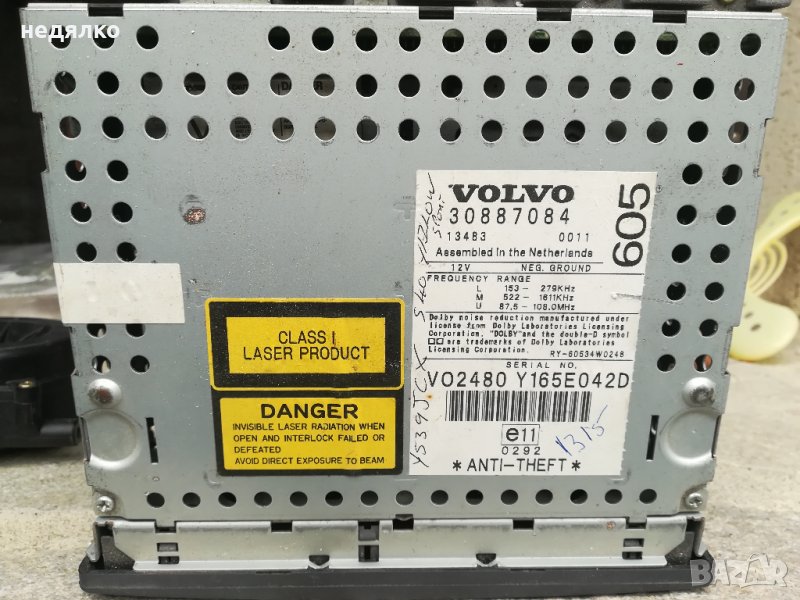 недялко
VOLVO
605
30887084
13483 0011
Assembled in the Netherlands
12V NEG. GROUND
FREQUENCY RANGE
L 153- 279KHz
M 522- 1611KHz
U 87.5- 108.0MHz
Dolby noise reduction manufactured under
license from Dolby Laboratories Licensing
Corporation. "DOLBY" and the double-D symbol
are trademarks of Dolby Laboratories
Licensing Corporation. RY-60534W0248
SERIAL NO.
VO2480 Y165E042D
e11
0292
1315
*ANTI-THEFT*
CLASS I
LASER PRODUCT
DANGER
INVISIBLE LASER RADIATION WHEN
OPEN AND INTERLOCK FAILED OR
DEFEATED
AVOID DIRECT EXPOSURE TO BEAM
S40
bazar.bg